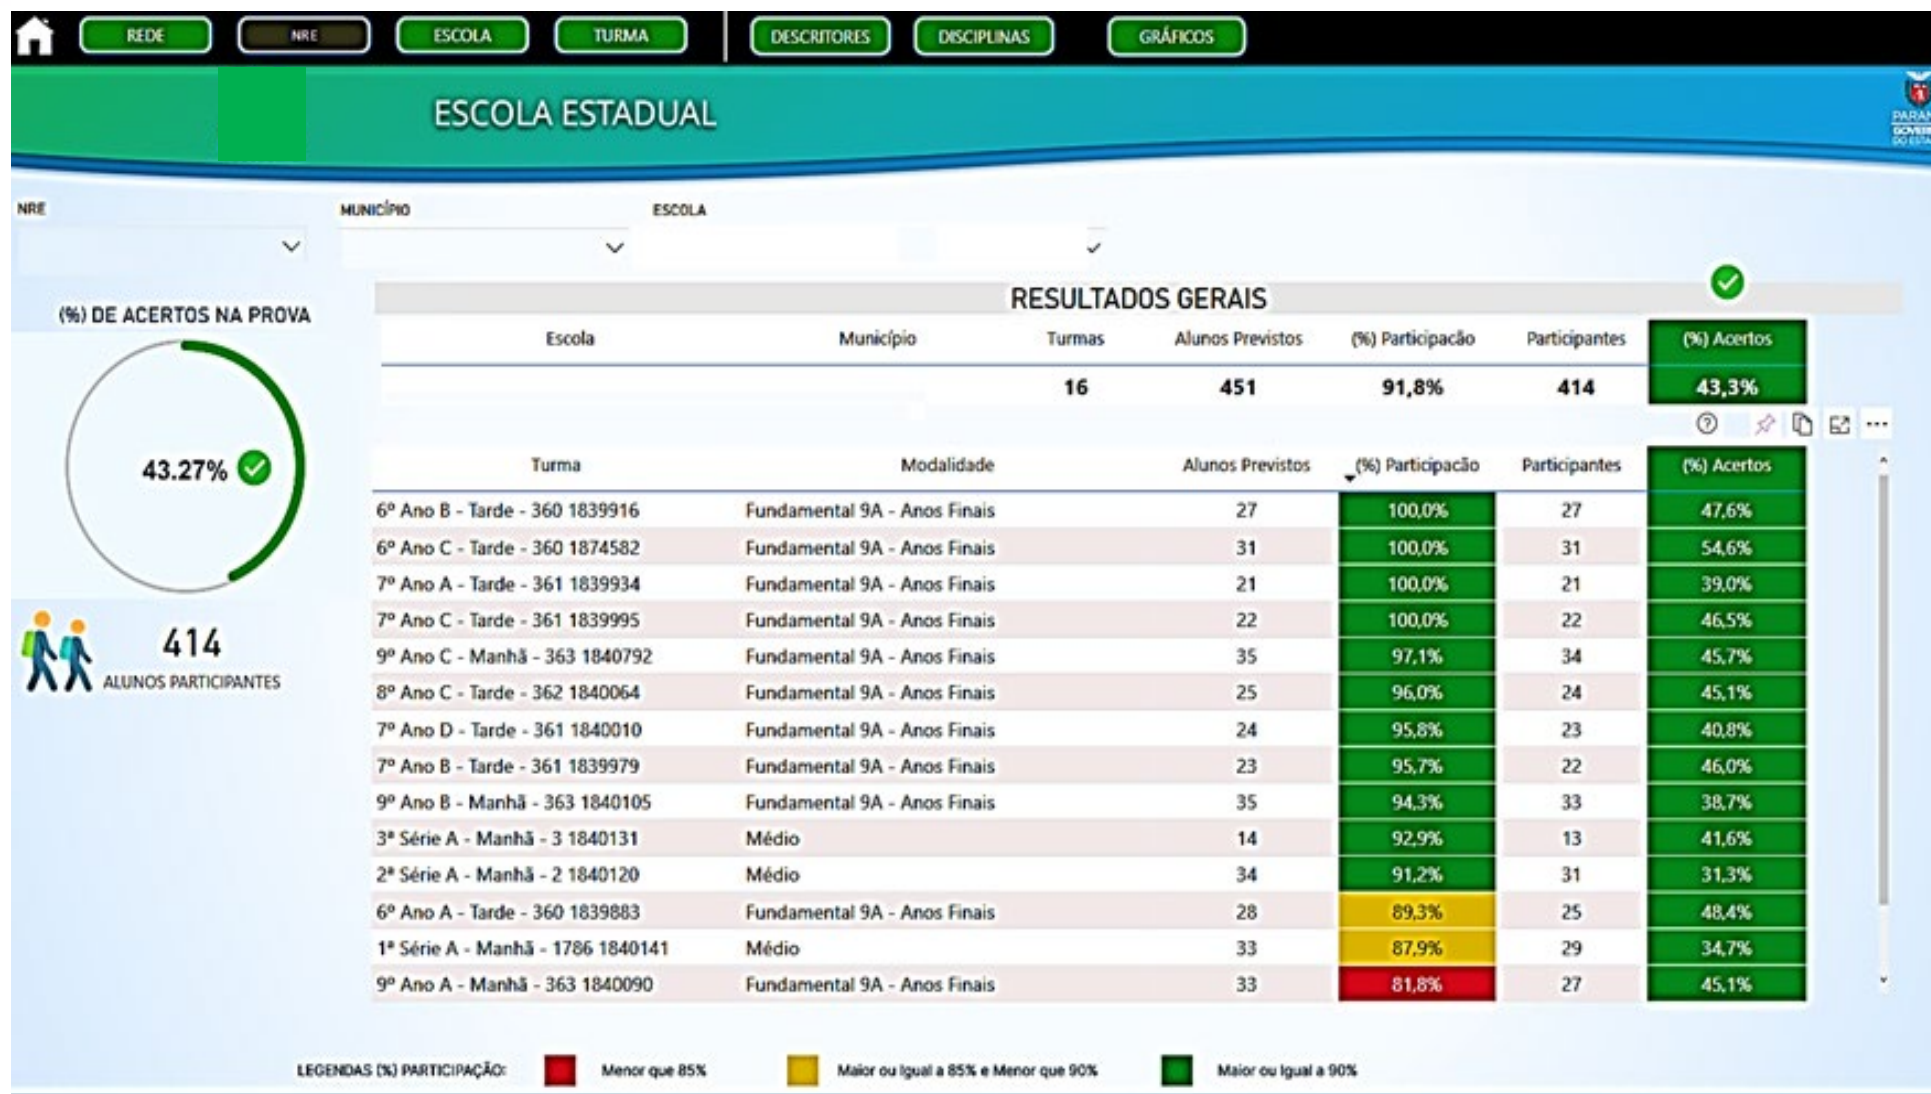 REDE NRE ESCOLA TURMA DESCRITORES DISCIPLINAS GRÁFICOS
ESCOLA ESTADUAL
NRE MUNICÍPIO ESCOLA
(%) DE ACERTOS NA PROVA
43.27%
414
ALUNOS PARTICIPANTES
RESULTADOS GERAIS
Escola Município Turmas Alunos Previstos (%) Participacão Participantes (%) Acertos
16 451 91,8% 414 43,3%
Turma Modalidade Alunos Previstos (%) Participacão Participantes (%) Acertos
6º Ano B - Tarde - 360 1839916 Fundamental 9A - Anos Finais 27 100,0% 27 47,6%
6º Ano C - Tarde - 360 1874582 Fundamental 9A - Anos Finais 31 100,0% 31 54,6%
7º Ano A - Tarde - 361 1839934 Fundamental 9A - Anos Finais 21 100,0% 21 39,0%
7º Ano C - Tarde - 361 1839995 Fundamental 9A - Anos Finais 22 100,0% 22 46,5%
9º Ano C - Manhã - 363 1840792 Fundamental 9A - Anos Finais 35 97,1% 34 45,7%
8º Ano C - Tarde - 362 1840064 Fundamental 9A - Anos Finais 25 96,0% 24 45,1%
7º Ano D - Tarde - 361 1840010 Fundamental 9A - Anos Finais 24 95,8% 23 40,8%
7º Ano B - Tarde - 361 1839979 Fundamental 9A - Anos Finais 23 95,7% 22 46,0%
9º Ano B - Manhã - 363 1840105 Fundamental 9A - Anos Finais 35 94,3% 33 38,7%
3ª Série A - Manhã - 3 1840131 Médio 14 92,9% 13 41,6%
2ª Série A - Manhã - 2 1840120 Médio 34 91,2% 31 31,3%
6º Ano A - Tarde - 360 1839883 Fundamental 9A - Anos Finais 28 89,3% 25 48,4%
1ª Série A - Manhã - 1786 1840141 Médio 33 87,9% 29 34,7%
9º Ano A - Manhã - 363 1840090 Fundamental 9A - Anos Finais 33 81,8% 27 45,1%
LEGENDAS (%) PARTICIPAÇÃO: Menor que 85% Maior ou Igual a 85% e Menor que 90% Maior ou Igual a 90%